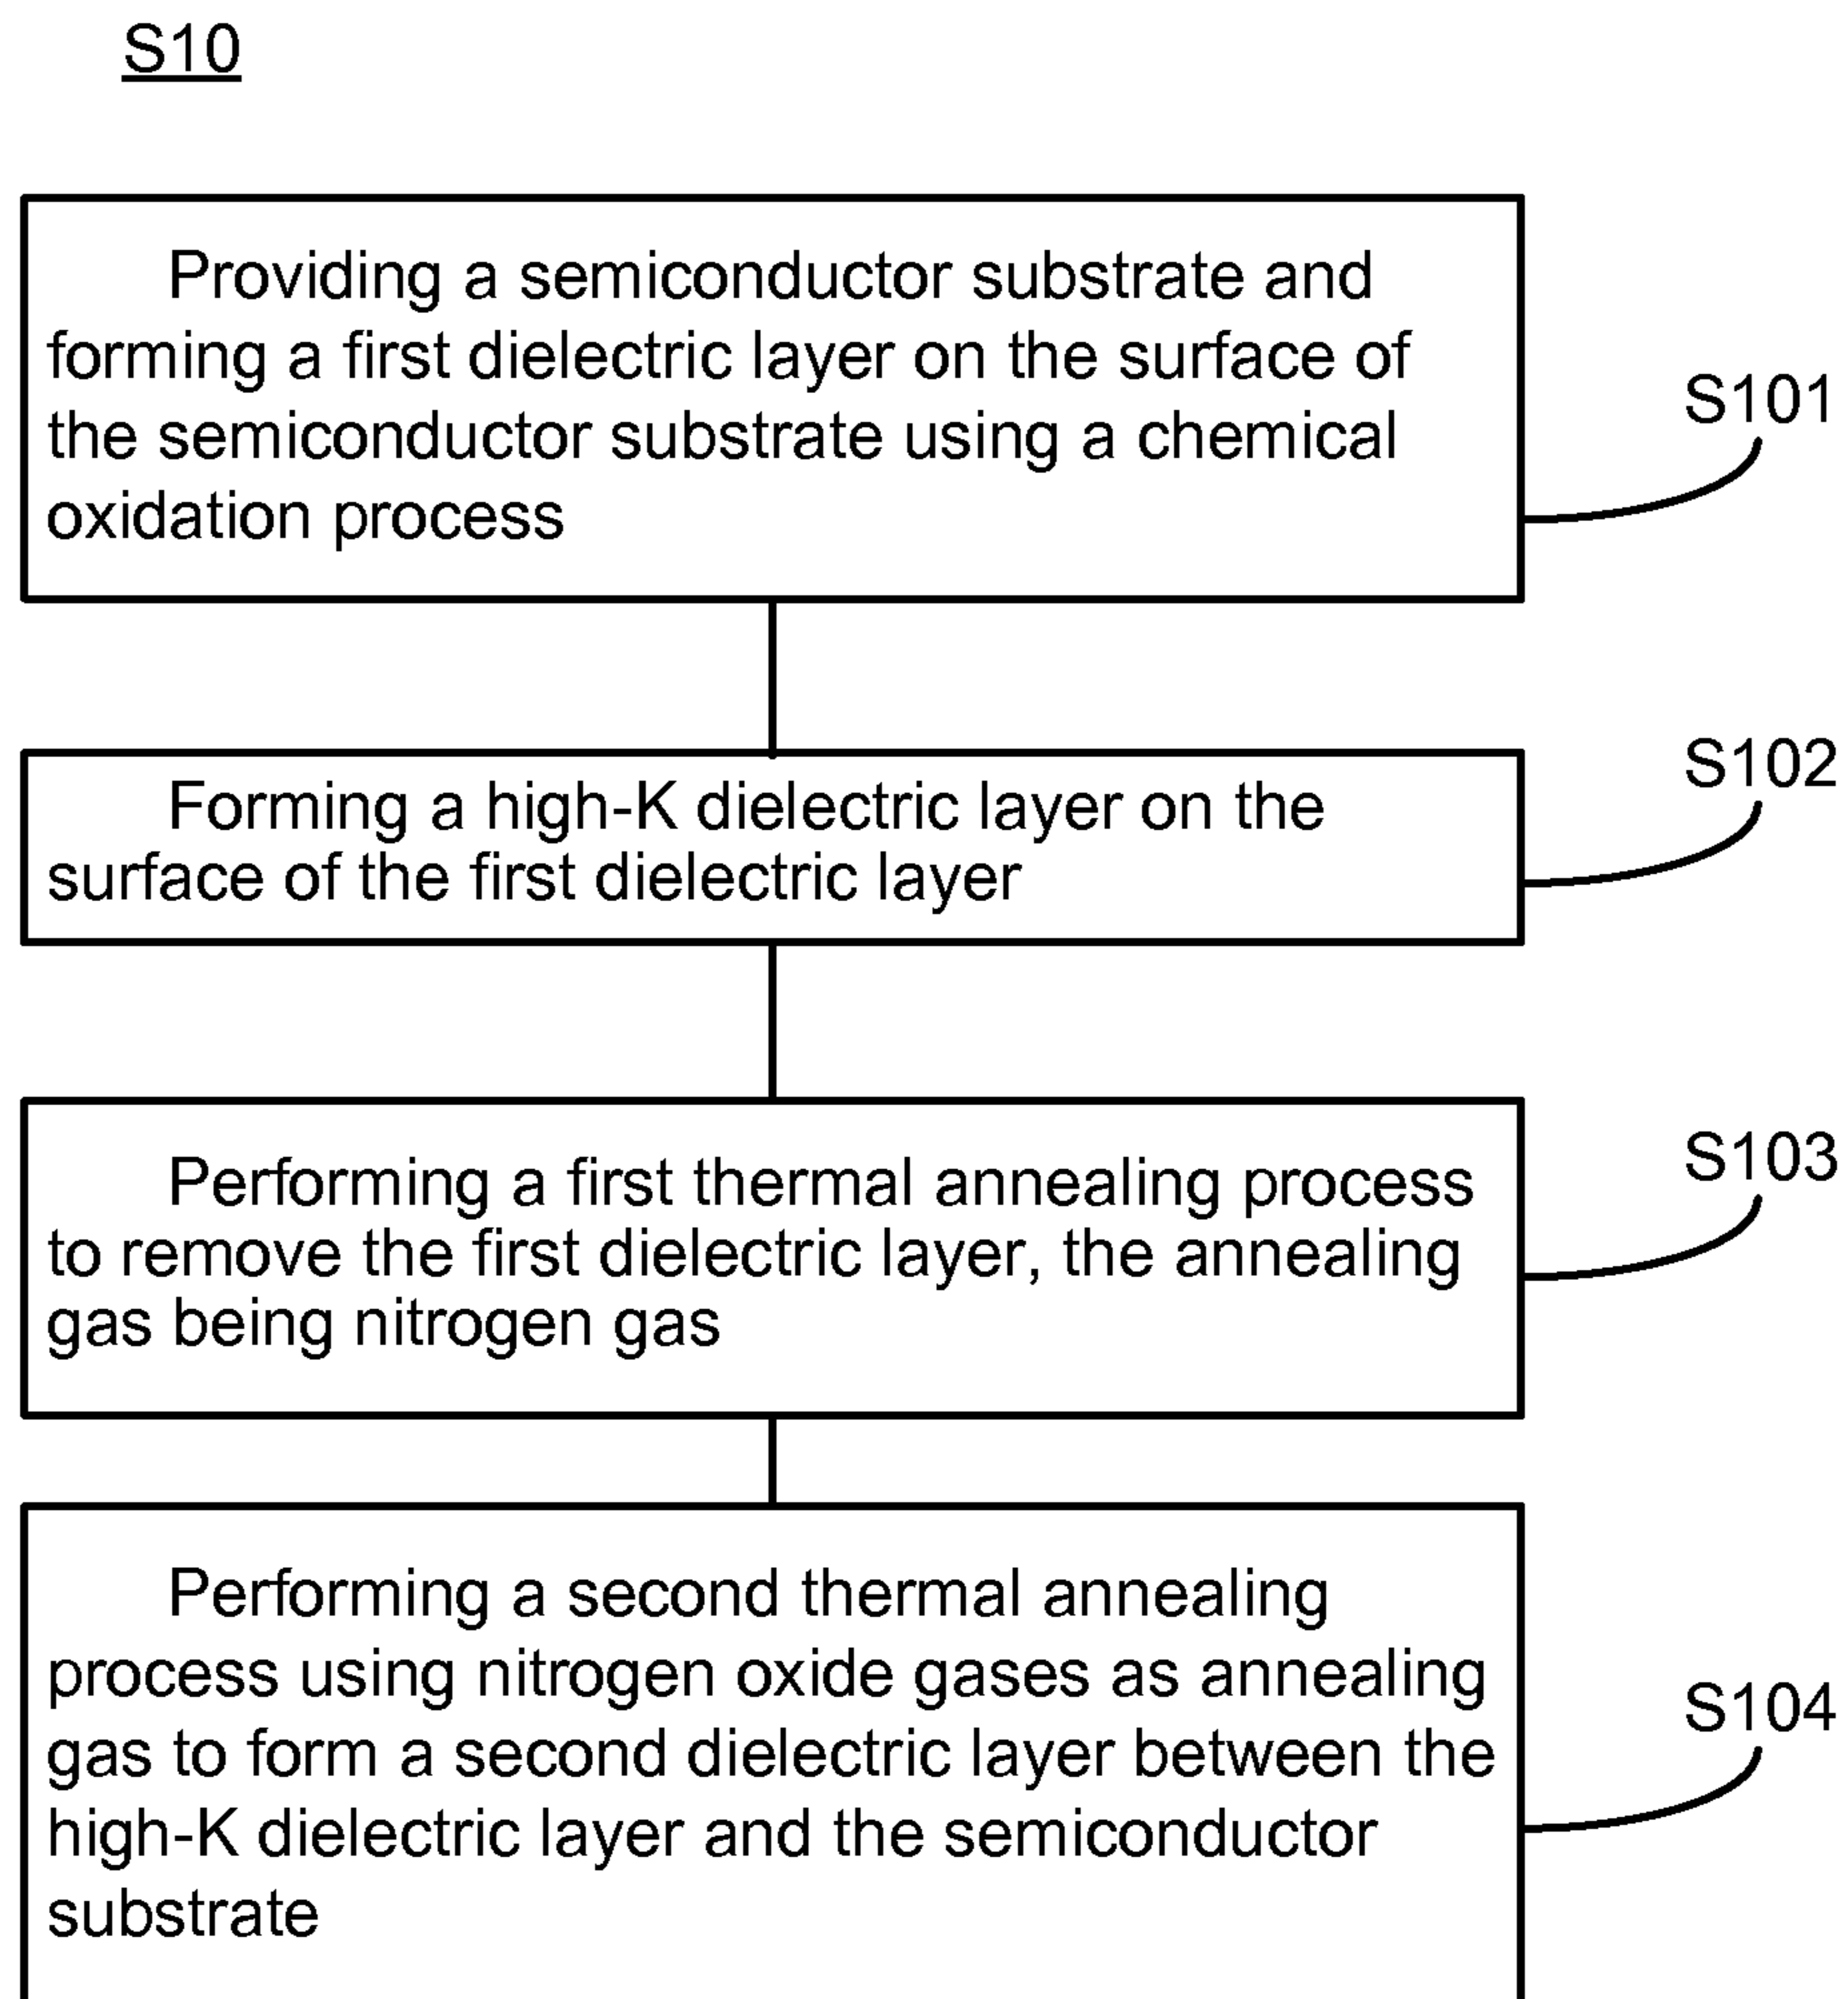 S10
Providing a semiconductor substrate and
forming a first dielectric layer on the surface of
the semiconductor substrate using a chemical
oxidation process
S101
Forming a high-K dielectric layer on the
surface of the first dielectric layer
S102
Performing a first thermal annealing process
to remove the first dielectric layer, the annealing
gas being nitrogen gas
S103
Performing a second thermal annealing
process using nitrogen oxide gases as annealing
gas to form a second dielectric layer between the
high-K dielectric layer and the semiconductor
substrate
S104